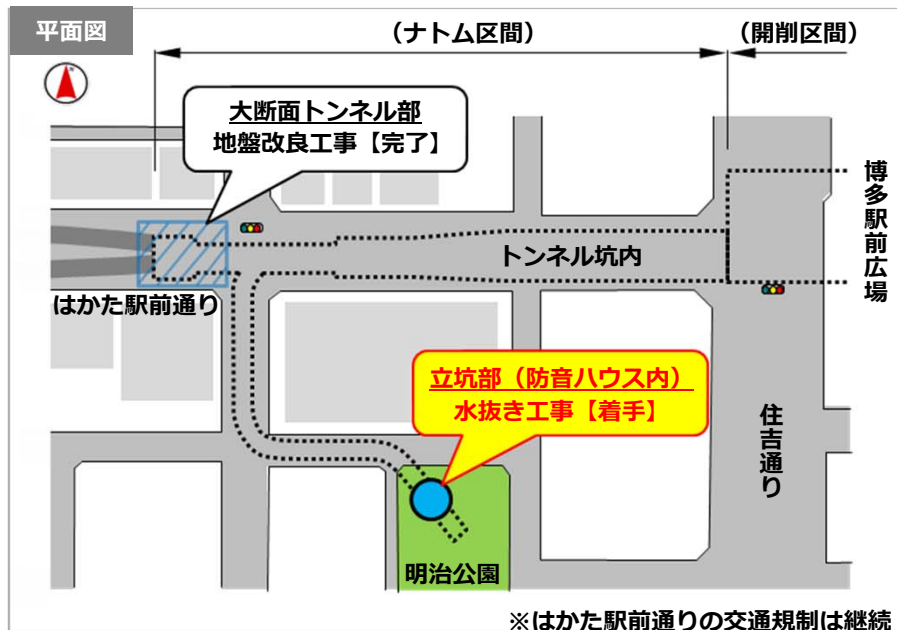 平面図
（ナトム区間）
（開削区間）
大断面トンネル部
地盤改良工事【完了】
博多駅前広場
トンネル坑内
はかた駅前通り
立坑部（防音ハウス内）
水抜き工事【着手】
住吉通り
明治公園
※はかた駅前通りの交通規制は継続